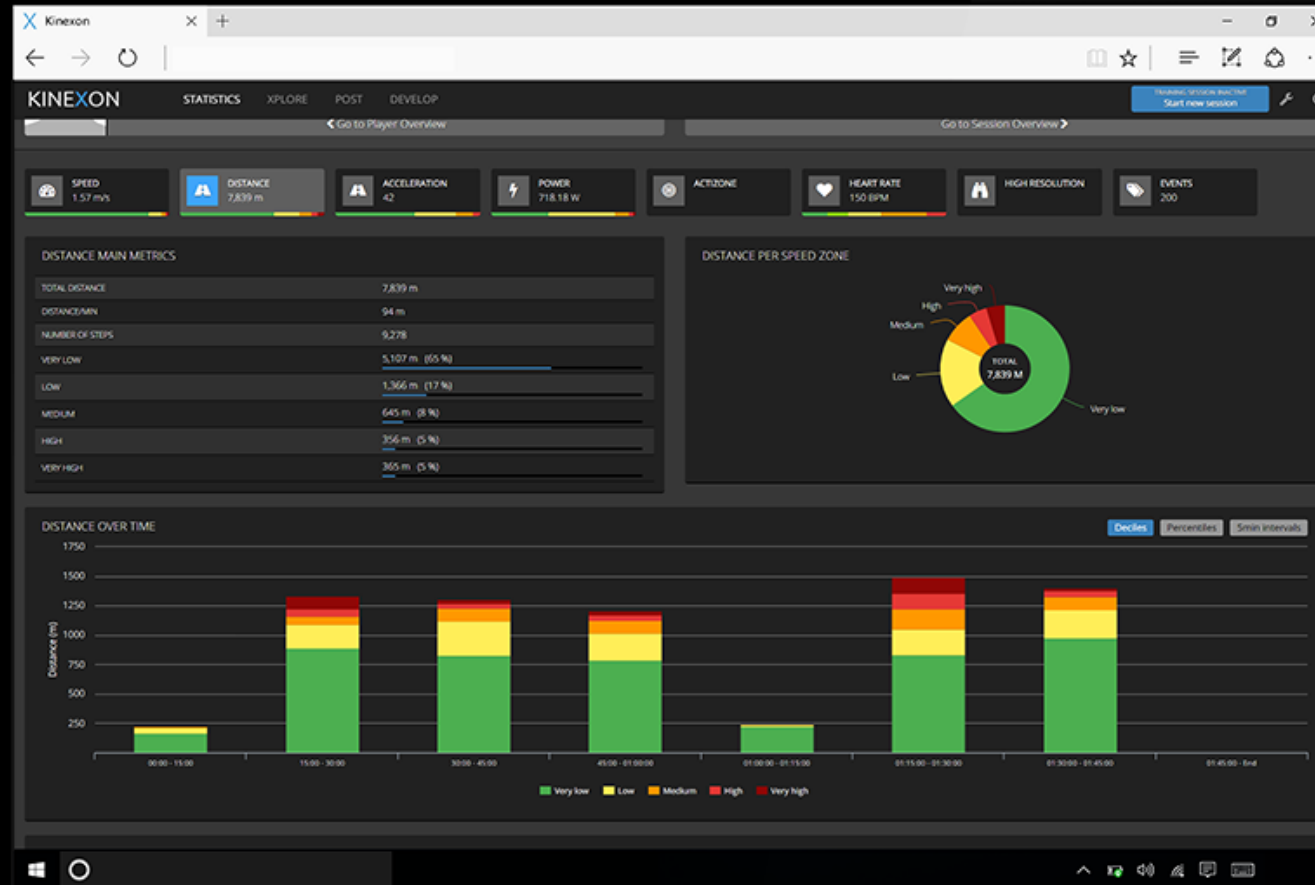 Kinexon
KINEXON STATISTICS XPLORE POST DEVELOP
TRAINING SESSION INACTIVE
Start new session
Go to Player Overview
Go to Session Overview
SPEED
1.57 m/s
DISTANCE
7,839 m
ACCELERATION
42
POWER
718.18 W
ACTIZONE
HEART RATE
150 BPM
HIGH RESOLUTION
EVENTS
200
DISTANCE MAIN METRICS
TOTAL DISTANCE 7,839 m
DISTANCE/MIN 94 m
NUMBER OF STEPS 9,278
VERY LOW 5,107 m (65 %)
LOW 1,366 m (17 %)
MEDIUM 645 m (8 %)
HIGH 356 m (5 %)
VERY HIGH 365 m (5 %)
DISTANCE PER SPEED ZONE
Very high
High
Medium
Low
Very low
TOTAL
7,839 M
DISTANCE OVER TIME
Deciles Percentiles 5min intervals
Distance (m)
1750
1500
1250
1000
750
500
250
00:00 - 15:00 15:00 - 30:00 30:00 - 45:00 45:00 - 01:00:00 01:00:00 - 01:15:00 01:15:00 - 01:30:00 01:30:00 - 01:45:00 01:45:00 - End
Very low Low Medium High Very high